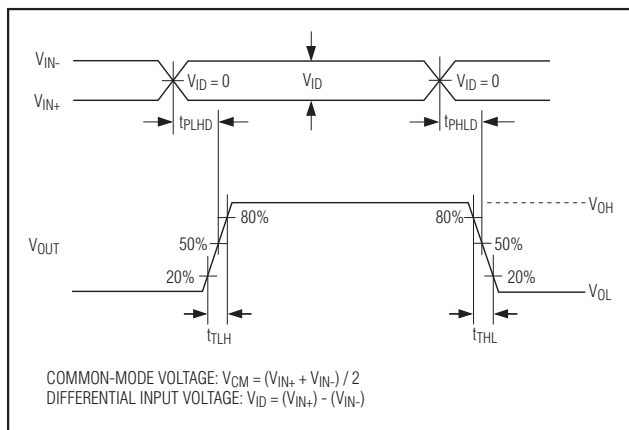 VIN-
VID = 0 VID VID = 0
VIN+
tPLHD tPHLD
80% 80% VOH
VOUT 50% 50%
20% 20%
VOL
tTLH tTHL
COMMON-MODE VOLTAGE: VCM = (VIN+ + VIN-) / 2
DIFFERENTIAL INPUT VOLTAGE: VID = (VIN+) - (VIN-)